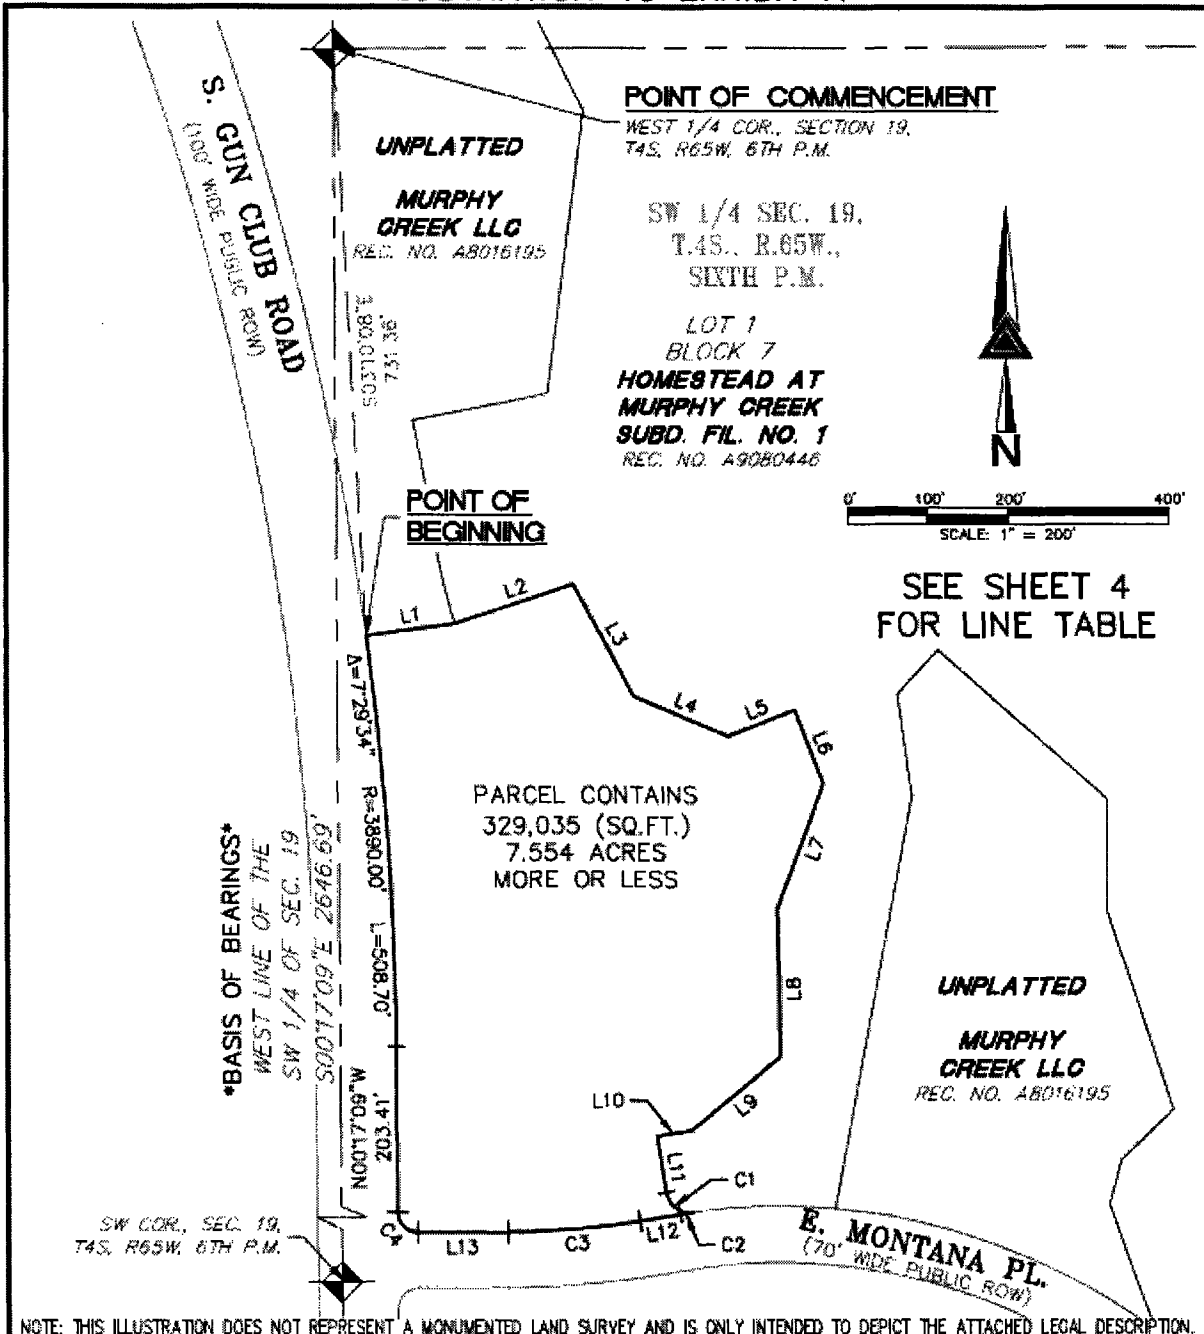 S. GUN CLUB ROAD
(100' WIDE PUBLIC ROW)
UNPLATTED
MURPHY
CREEK LLC
REC. NO. A8016195
POINT OF COMMENCEMENT
WEST 1/4 COR., SECTION 19,
T4S, R65W, 6TH P.M.
SW 1/4 SEC. 19,
T.4S., R.65W.,
SIXTH P.M.
LOT 1
BLOCK 7
HOMESTEAD AT
MURPHY CREEK
SUBD. FIL. NO. 1
REC. NO. A9080446
S03°10'08"E
731.36'
N
0' 100' 200' 400'
SCALE: 1" = 200'
POINT OF
BEGINNING
SEE SHEET 4
FOR LINE TABLE
L1
L2
L3
L4
L5
L6
L7
L8
L9
L10
L11
C1
C2
L12
C3
L13
C4
Δ=7°29'34"
R=3890.00'
L=508.70'
N00°17'09"W
203.41'
PARCEL CONTAINS
329,035 (SQ.FT.)
7.554 ACRES
MORE OR LESS
*BASIS OF BEARINGS*
WEST LINE OF THE
SW 1/4 OF SEC. 19
S00°17'09"E 2646.69'
UNPLATTED
MURPHY
CREEK LLC
REC. NO. A8016195
SW COR., SEC. 19,
T4S, R65W, 6TH P.M.
E. MONTANA PL.
(70' WIDE PUBLIC ROW)
NOTE: THIS ILLUSTRATION DOES NOT REPRESENT A MONUMENTED LAND SURVEY AND IS ONLY INTENDED TO DEPICT THE ATTACHED LEGAL DESCRIPTION.